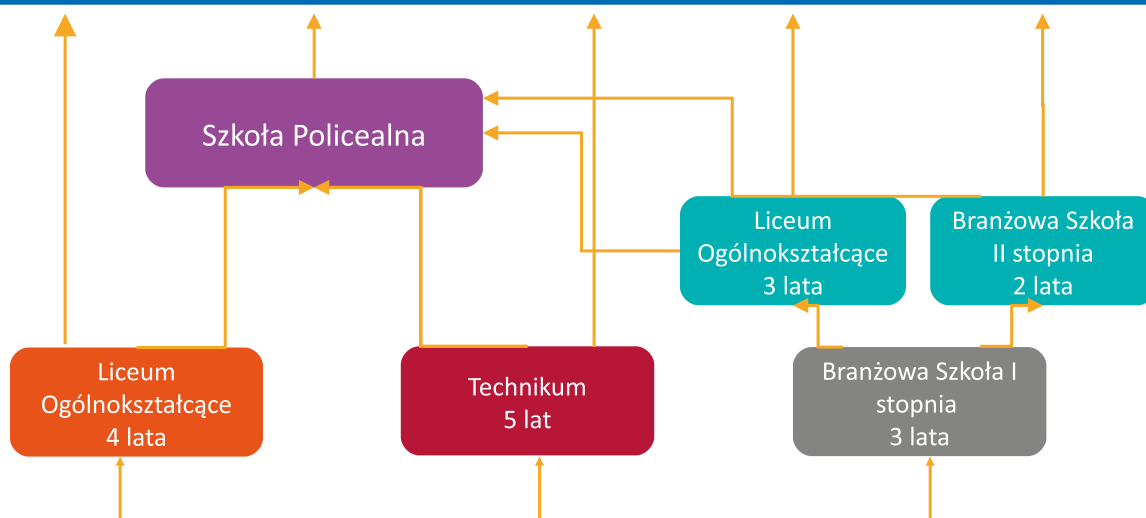 Szkoła Policealna
Liceum
Ogólnokształcące
3 lata
Branżowa Szkoła
II stopnia
2 lata
Liceum
Ogólnokształcące
4 lata
Technikum
5 lat
Branżowa Szkoła I
stopnia
3 lata